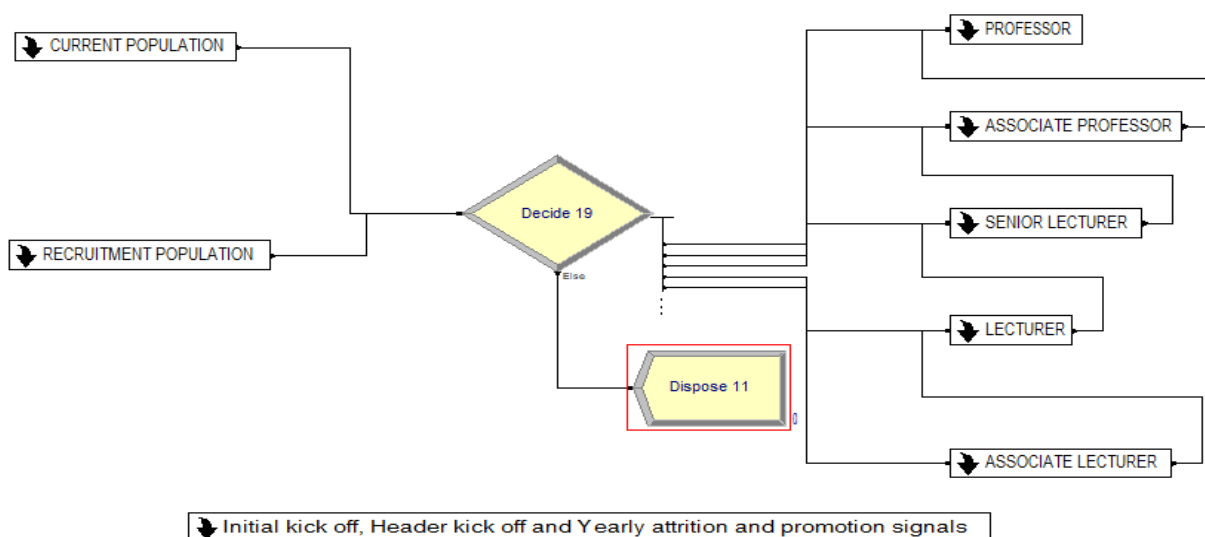 CURRENT POPULATION
RECRUITMENT POPULATION
Decide 19
Else
Dispose 11
0
PROFESSOR
ASSOCIATE PROFESSOR
SENIOR LECTURER
LECTURER
ASSOCIATE LECTURER
Initial kick off, Header kick off and Yearly attrition and promotion signals